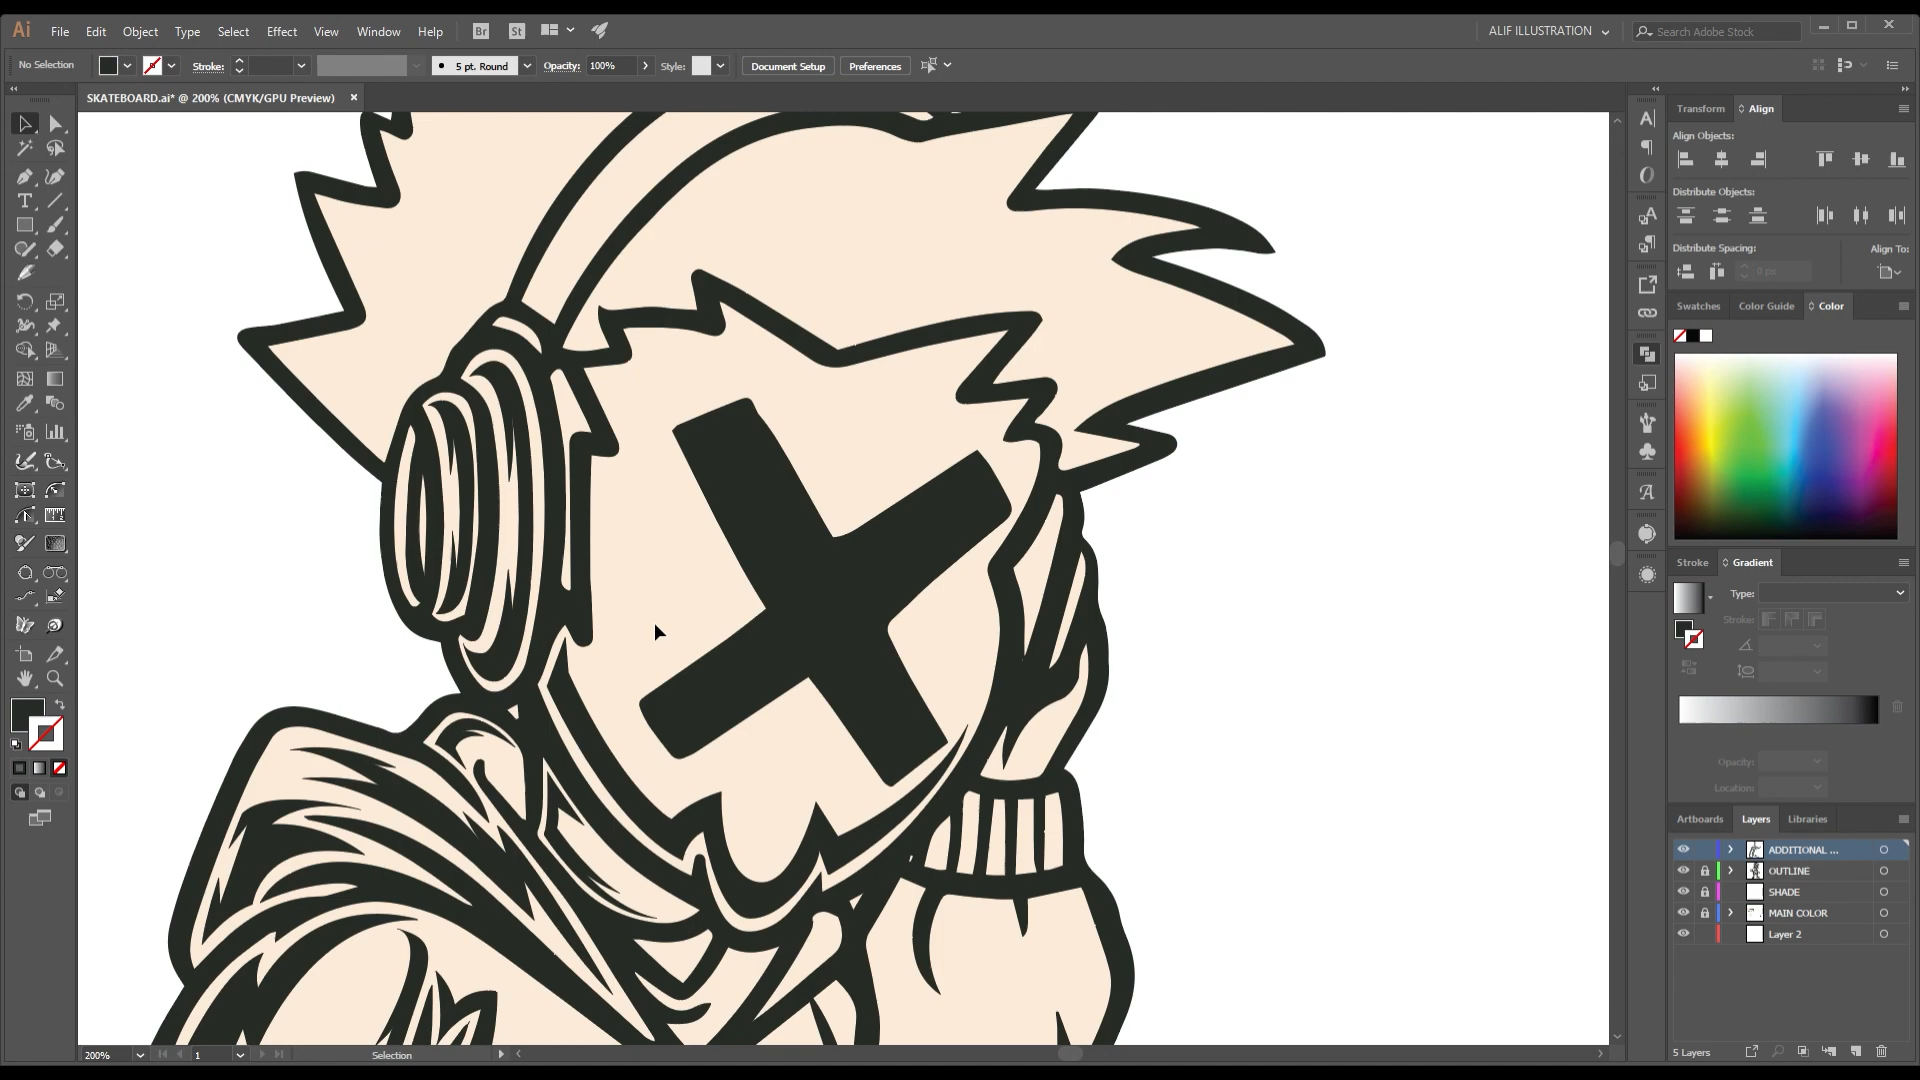 Ai File Edit Object Type Select Effect View Window Help Br St ALIF ILLUSTRATION Search Adobe Stock
No Selection Stroke: 5 pt. Round Opacity: 100% Style: Document Setup Preferences
SKATEBOARD.ai* @ 200% (CMYK/GPU Preview)
Transform Align
Align Objects:
Distribute Objects:
Distribute Spacing: Align To:
0 px
Swatches Color Guide Color
Stroke Gradient
Type:
Stroke:
Opacity:
Location:
Artboards Layers Libraries
ADDITIONAL ...
OUTLINE
SHADE
MAIN COLOR
Layer 2
5 Layers
200% 1 Selection